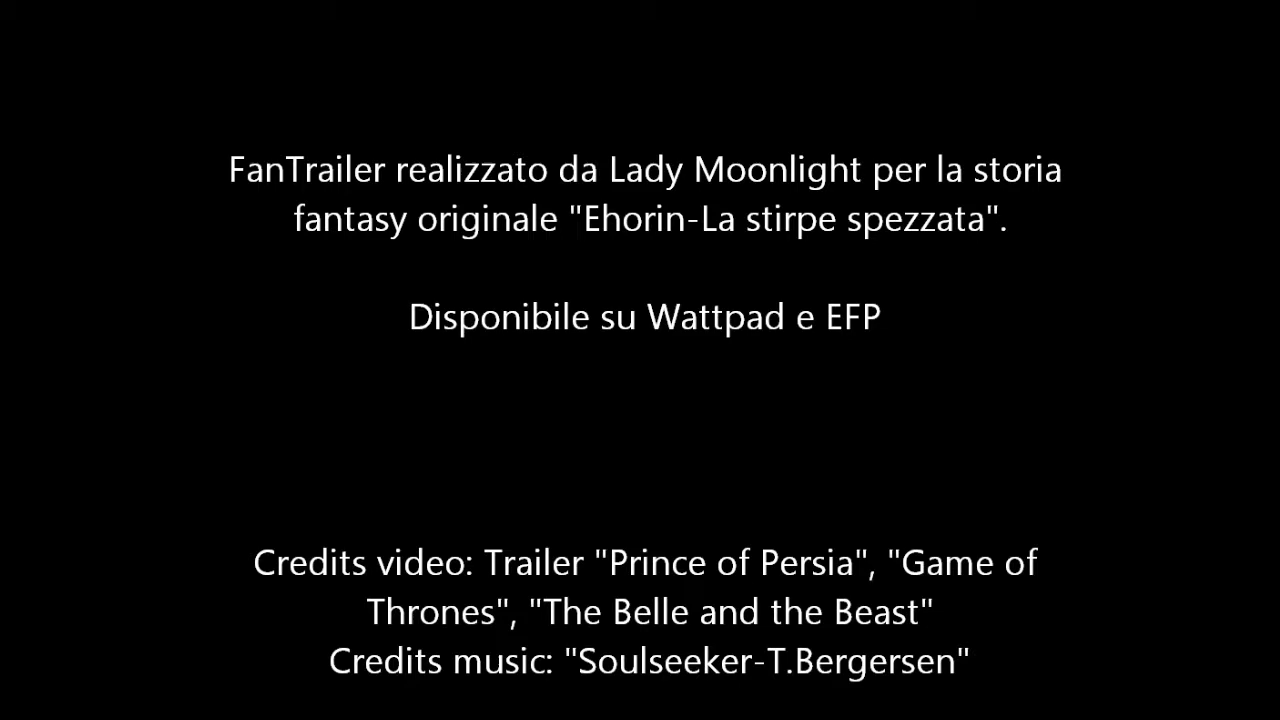 FanTrailer realizzato da Lady Moonlight per la storia
fantasy originale "Ehorin-La stirpe spezzata".
Disponibile su Wattpad e EFP
Credits video: Trailer "Prince of Persia", "Game of
Thrones", "The Belle and the Beast"
Credits music: "Soulseeker-T.Bergersen"